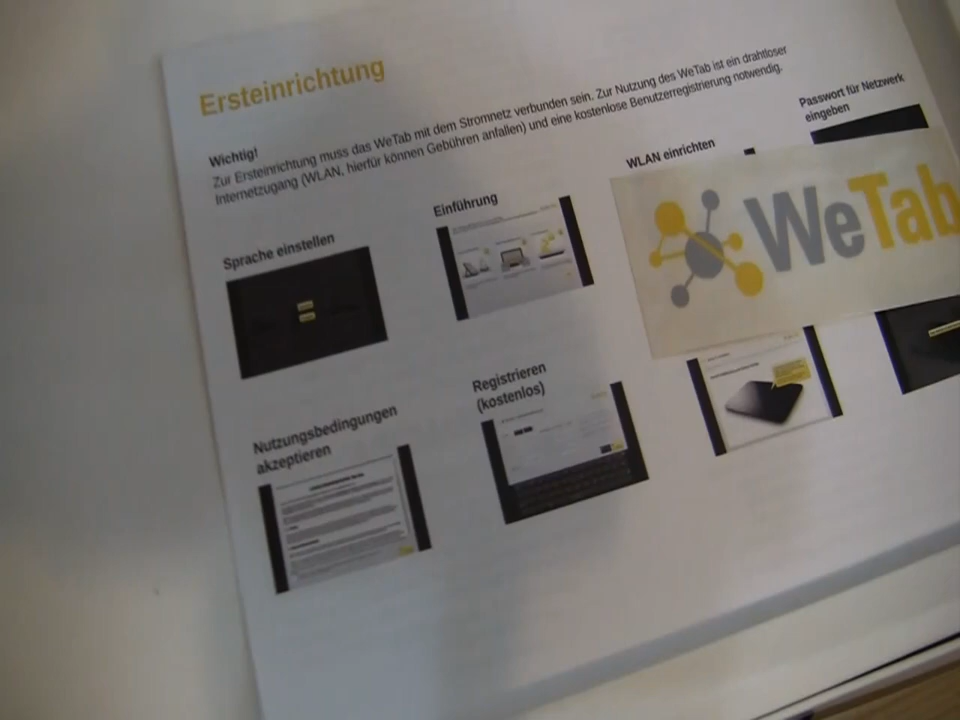 Ersteinrichtung
Wichtig!
Zur Ersteinrichtung muss das WeTab mit dem Stromnetz verbunden sein. Zur Nutzung des WeTab ist ein drahtloser
Internetzugang (WLAN, hierfür können Gebühren anfallen) und eine kostenlose Benutzerregistrierung notwendig.
Sprache einstellen
Einführung
WLAN einrichten
Passwort für Netzwerk
eingeben
WeTab
Nutzungsbedingungen
akzeptieren
Registrieren
(kostenlos)